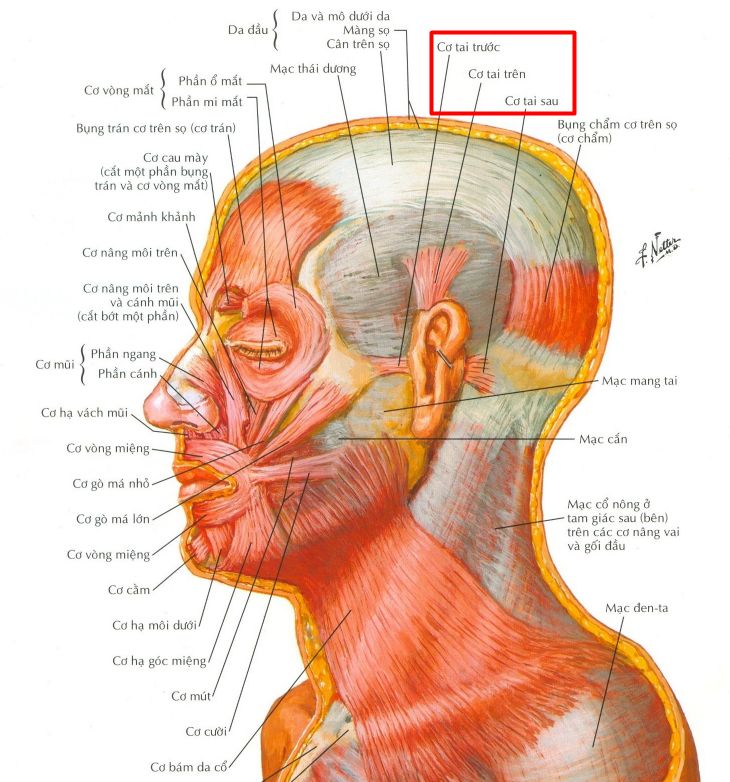 Da đầu
Da và mô dưới da
Màng sọ
Cân trên sọ
Mạc thái dương
Cơ vòng mắt
Phần ổ mắt
Phần mi mắt
Bụng trán cơ trên sọ (cơ trán)
Cơ cau mày
(cắt một phần bụng
trán và cơ vòng mắt)
Cơ mảnh khảnh
Cơ nâng môi trên
Cơ nâng môi trên
và cánh mũi
(cắt bớt một phần)
Cơ mũi
Phần ngang
Phần cánh
Cơ hạ vách mũi
Cơ vòng miệng
Cơ gò má nhỏ
Cơ gò má lớn
Cơ vòng miệng
Cơ cằm
Cơ hạ môi dưới
Cơ hạ góc miệng
Cơ mút
Cơ cười
Cơ bám da cổ
Cơ tai trước
Cơ tai trên
Cơ tai sau
Bụng chẩm cơ trên sọ
(cơ chẩm)
F. Netter
Mạc mang tai
Mạc cắn
Mạc cổ nông ở
tam giác sau (bên)
trên các cơ nâng vai
và gối đầu
Mạc đen-ta